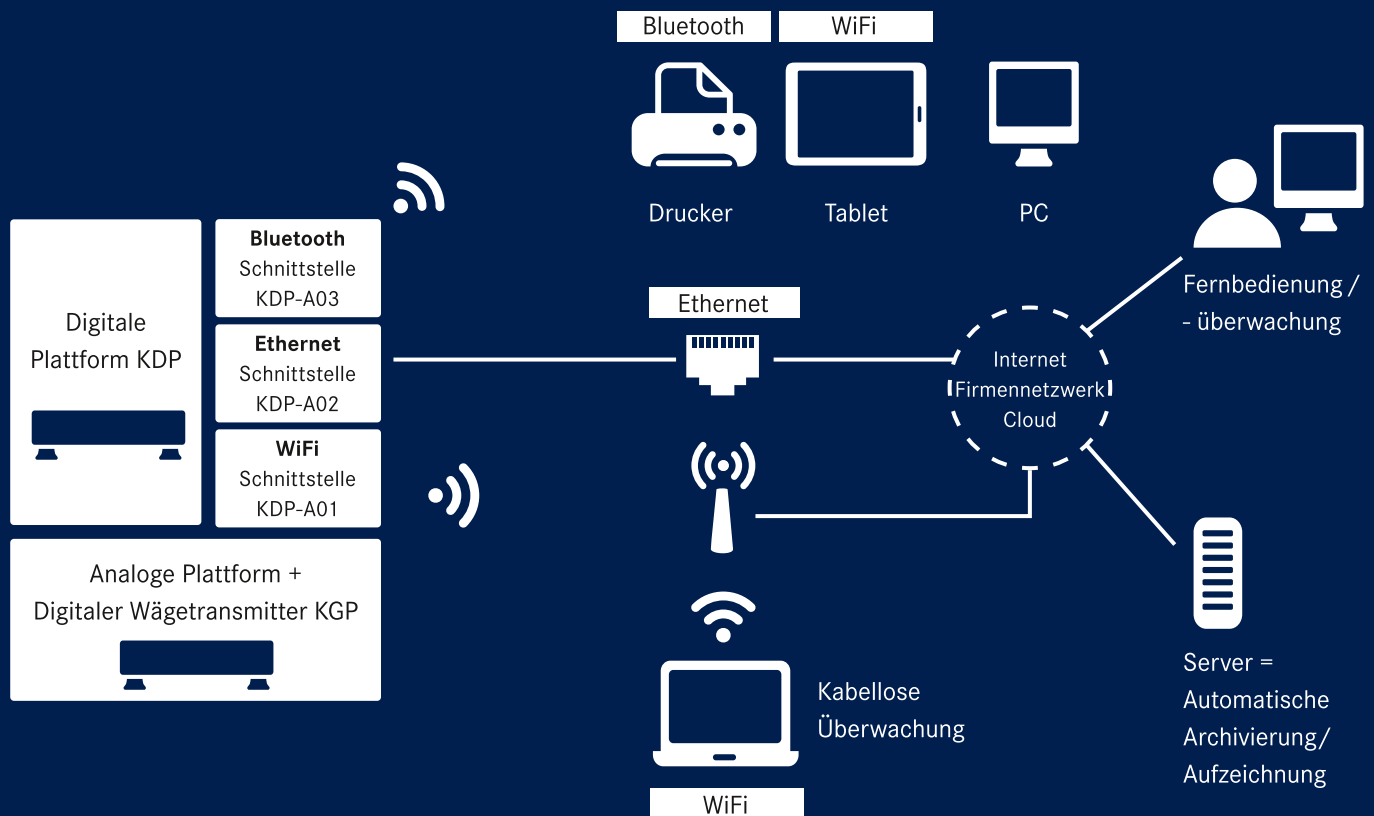 Bluetooth
WiFi
Drucker
Tablet
PC
Digitale
Plattform KDP
Bluetooth
Schnittstelle
KDP-A03
Ethernet
Schnittstelle
KDP-A02
WiFi
Schnittstelle
KDP-A01
Analoge Plattform +
Digitaler Wägetransmitter KGP
Ethernet
Internet
Firmennetzwerk
Cloud
Fernbedienung /
- überwachung
Kabellose
Überwachung
WiFi
Server =
Automatische
Archivierung/
Aufzeichnung